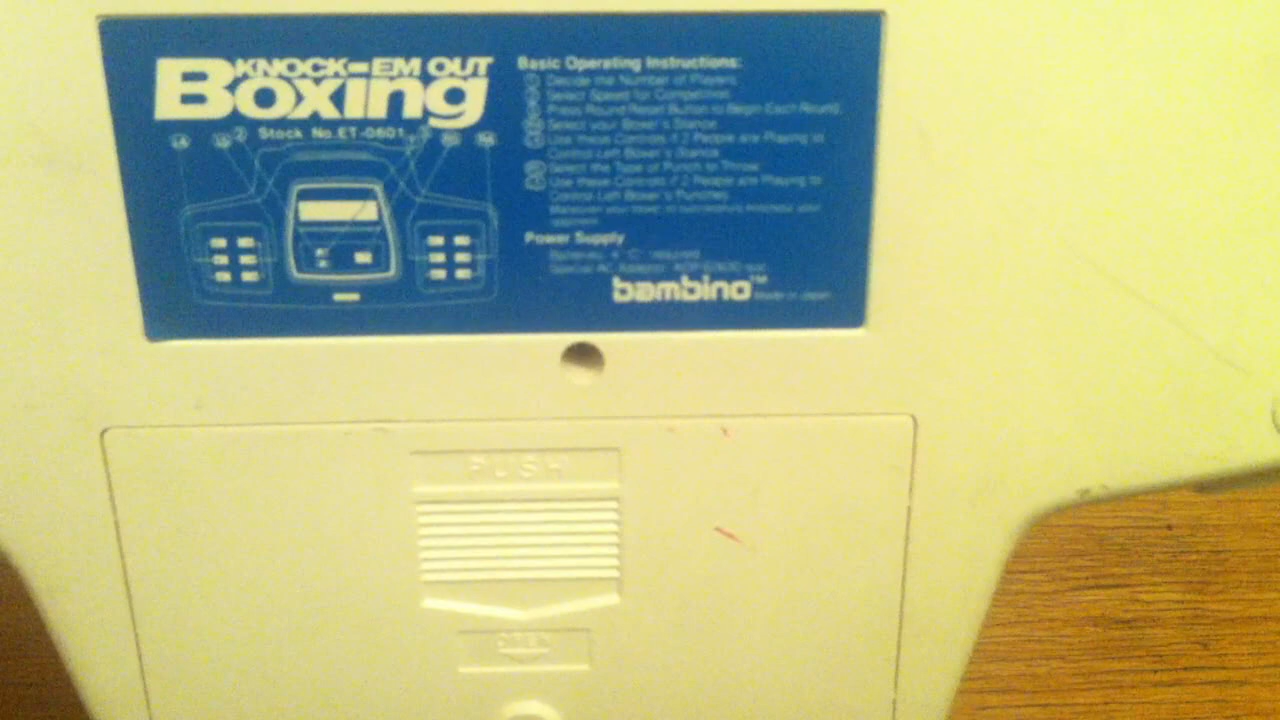 KNOCK-EM OUT
Boxing
Stock No.ET-0601
Basic Operating Instructions:
Decide the Number of Players
Select Speed for Competition
Press Round Reset Button to Begin Each Round.
Select your Boxer's Stance
Use these Controls if 2 People are Playing to
Control Left Boxer's Stance
Select the Type of Punch to Throw
Use these Controls if 2 People are Playing to
Control Left Boxer's Punches
Power Supply
bambino™
Made in Japan
PUSH
OPEN